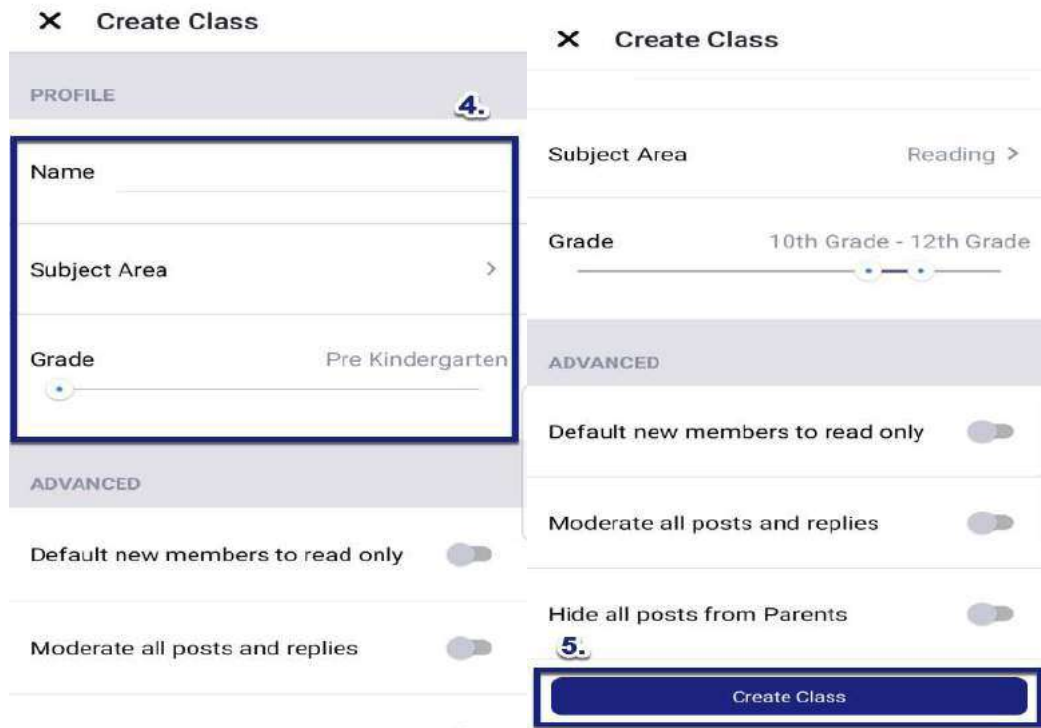 Create Class
PROFILE
4.
Name
Subject Area
Grade Pre Kindergarten
ADVANCED
Default new members to read only
Moderate all posts and replies
Create Class
Subject Area Reading
Grade 10th Grade - 12th Grade
ADVANCED
Default new members to read only
Moderate all posts and replies
Hide all posts from Parents
5.
Create Class